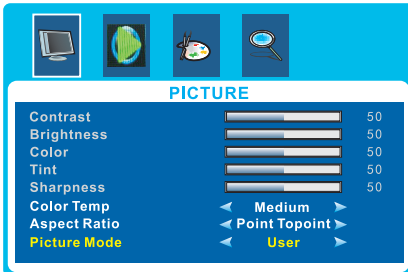 PICTURE
Contrast 50
Brightness 50
Color 50
Tint 50
Sharpness 50
Color Temp Medium
Aspect Ratio Point Topoint
Picture Mode User